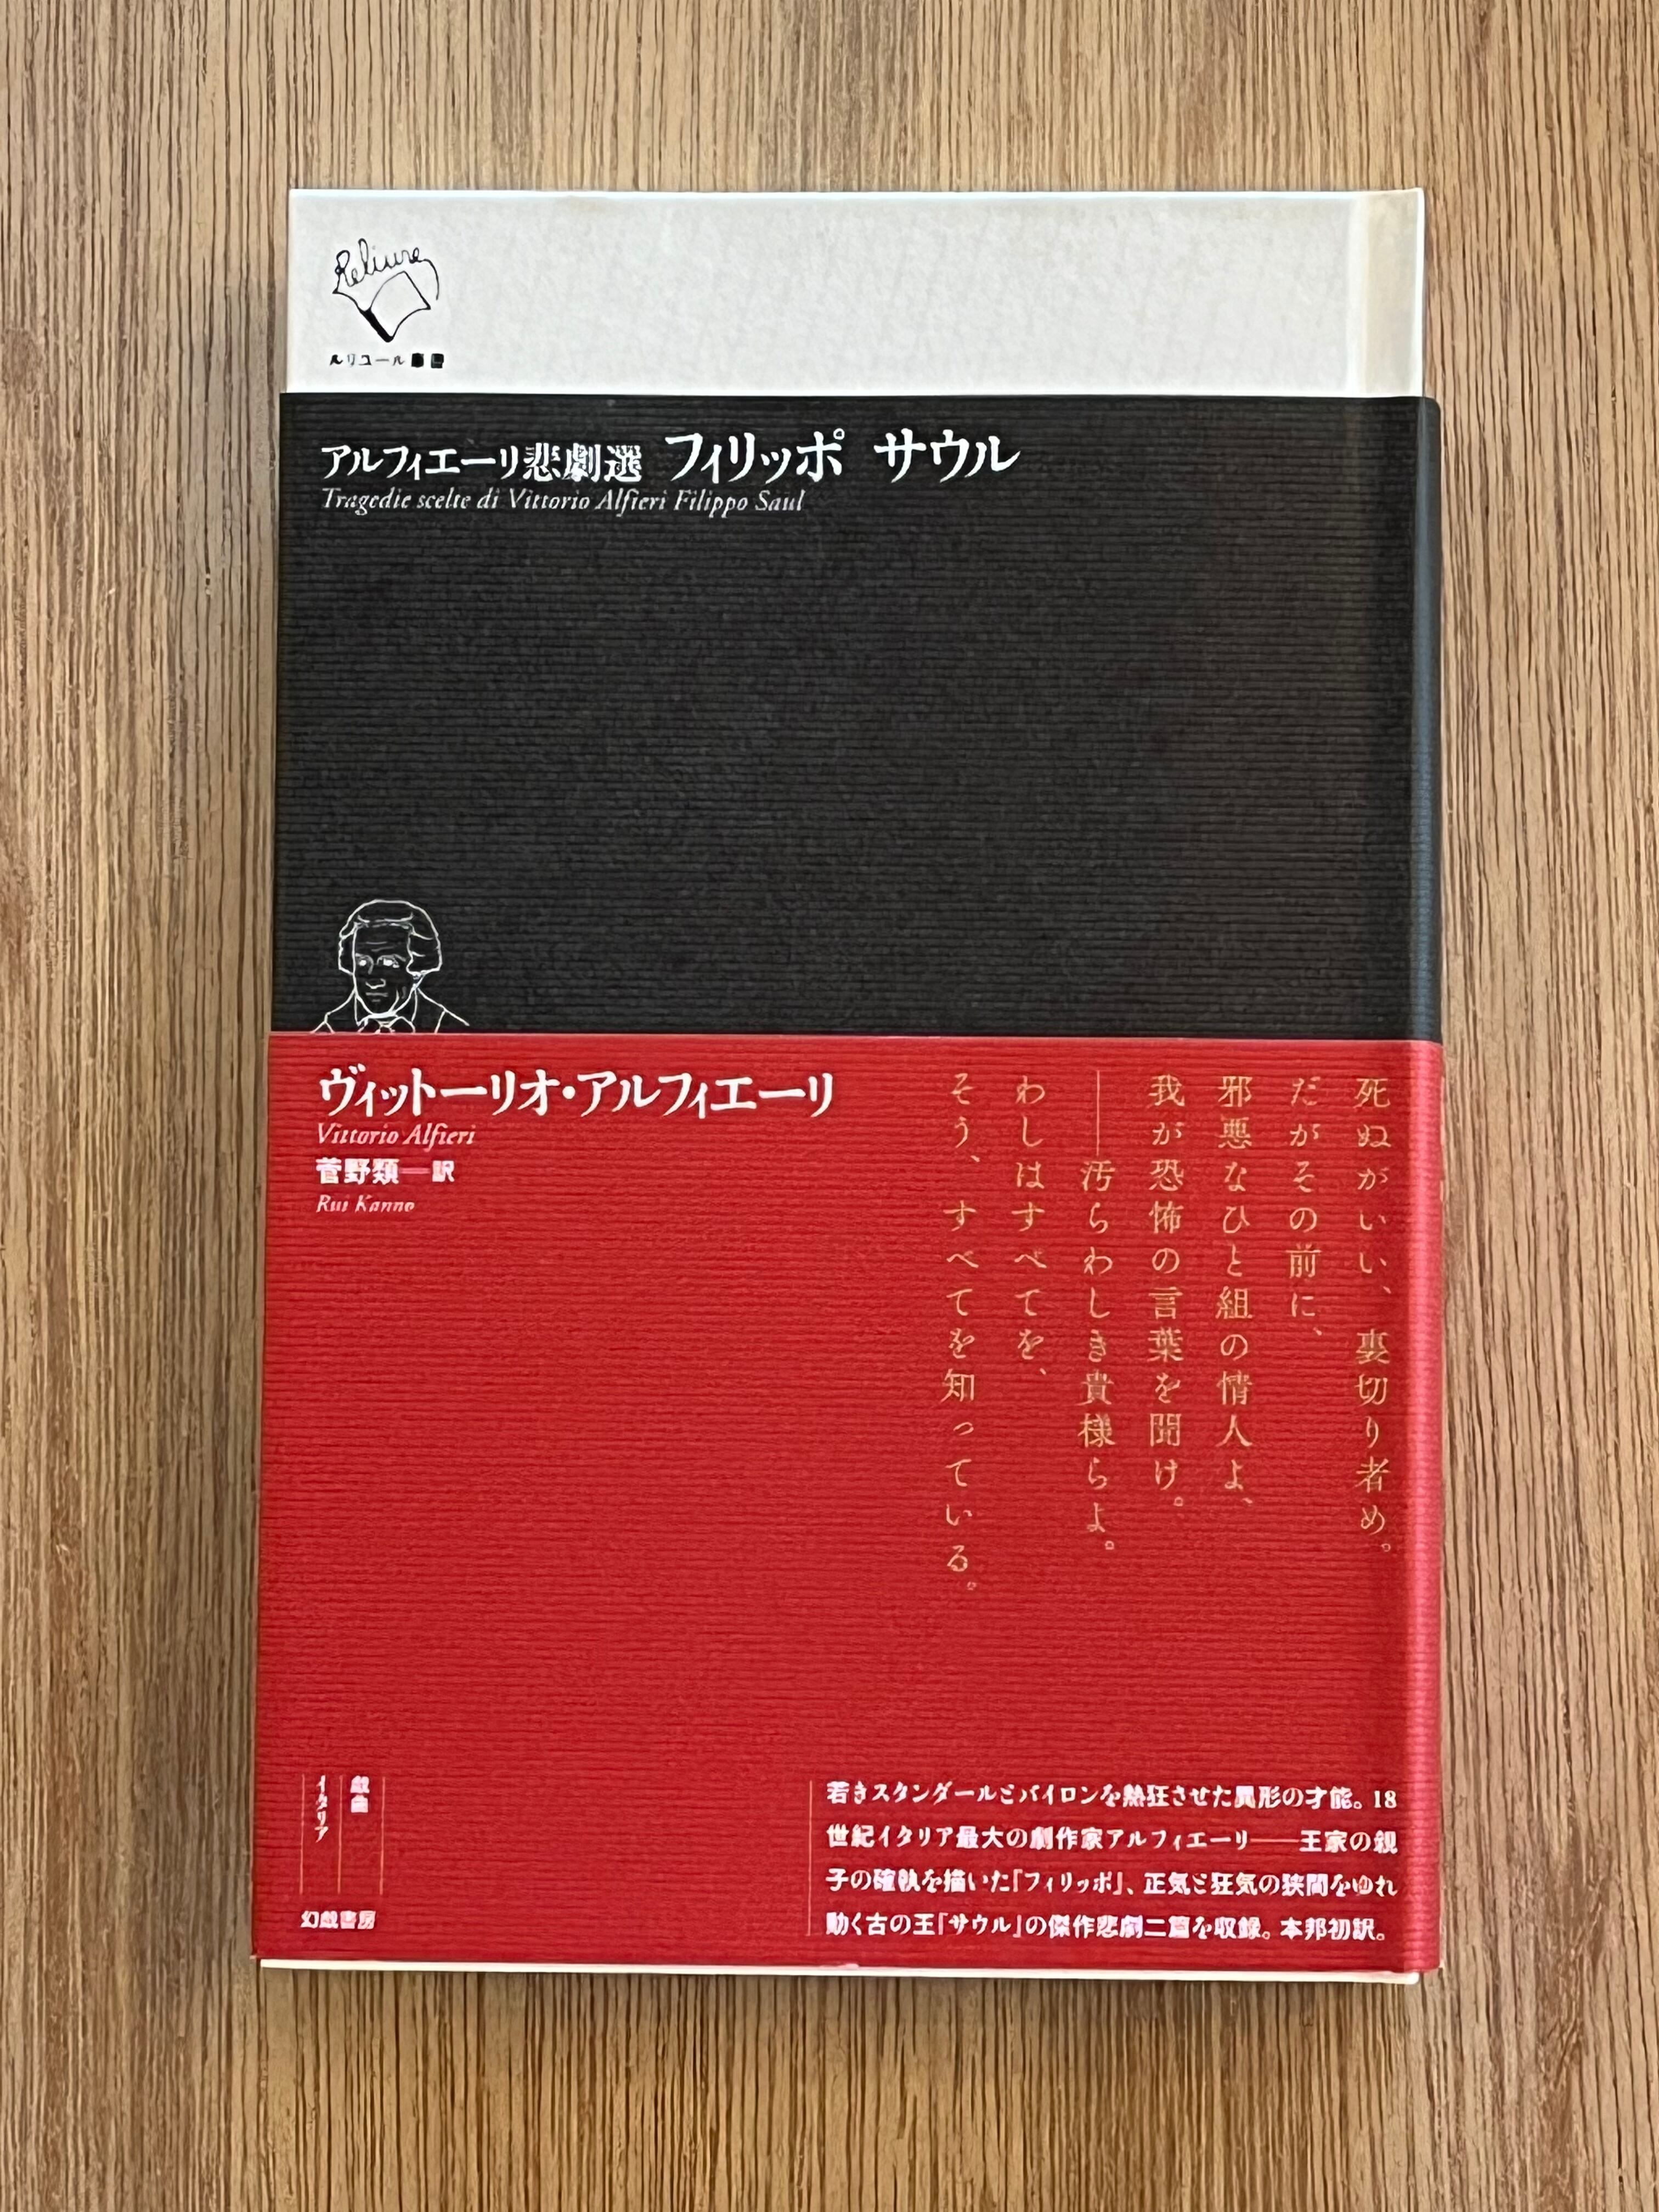 Reliure
ルリユール叢書
アルフィエーリ悲劇選 フィリッポ サウル
Tragedie scelte di Vittorio Alfieri Filippo Saul
ヴィットーリオ・アルフィエーリ
Vittorio Alfieri
菅野類―訳
Rui Kanno
死ぬがいい、裏切り者め。
だがその前に、
邪悪なひと組の情人よ、
我が恐怖の言葉を聞け。
――汚らわしき貴様らよ。
わしはすべてを、
そう、すべてを知っている。
戯曲
イタリア
幻戯書房
若きスタンダールとバイロンを熱狂させた異形の才能。18
世紀イタリア最大の劇作家アルフィエーリ――王家の親
子の確執を描いた『フィリッポ』、正気と狂気の狭間をゆれ
動く古の王『サウル』の傑作悲劇二篇を収録。本邦初訳。